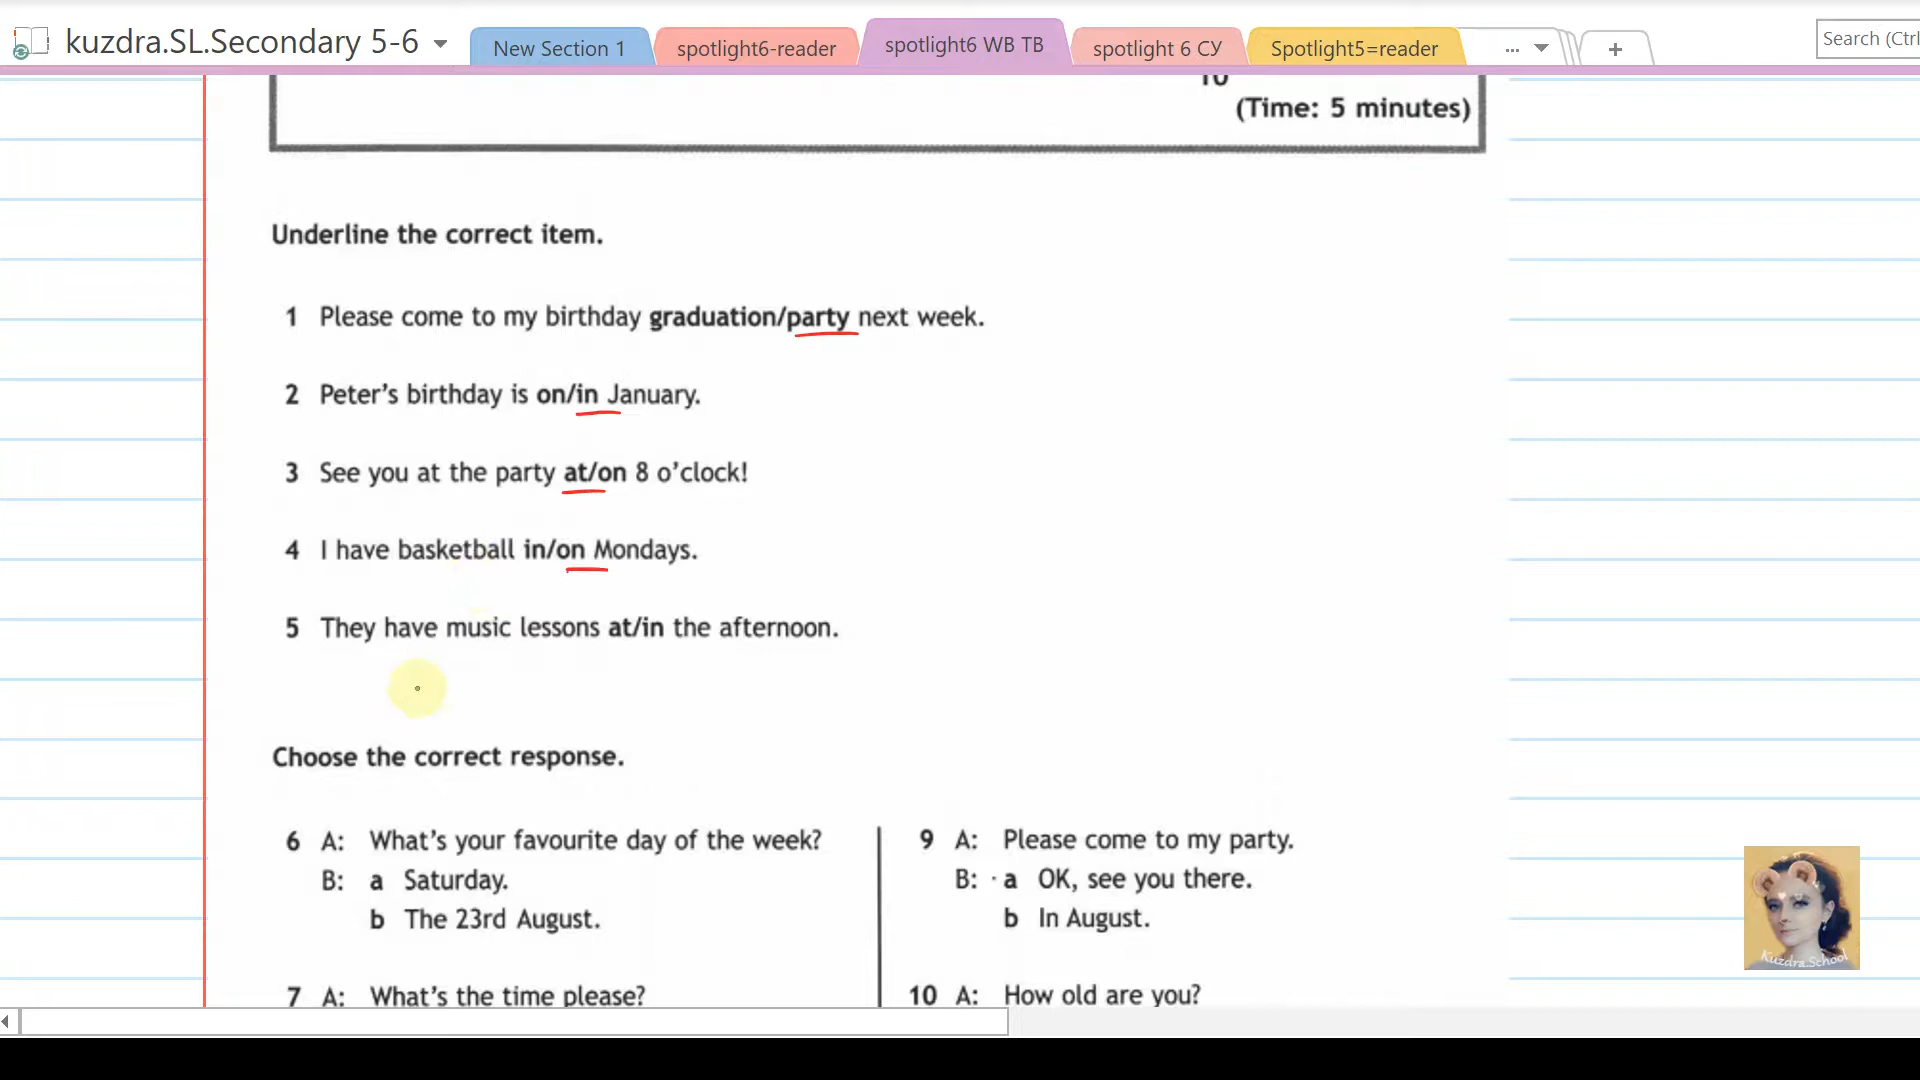 kuzdra.SL.Secondary 5-6
New Section 1
spotlight6-reader
spotlight6 WB TB
spotlight 6 СУ
Spotlight5=reader
...
+
Search (Ctrl
10
(Time: 5 minutes)
Underline the correct item.
1 Please come to my birthday graduation/party next week.
2 Peter’s birthday is on/in January.
3 See you at the party at/on 8 o’clock!
4 I have basketball in/on Mondays.
5 They have music lessons at/in the afternoon.
Choose the correct response.
6 A: What’s your favourite day of the week?
B: a Saturday.
b The 23rd August.
7 A: What’s the time please?
9 A: Please come to my party.
B: a OK, see you there.
b In August.
10 A: How old are you?
Kuzdra.School